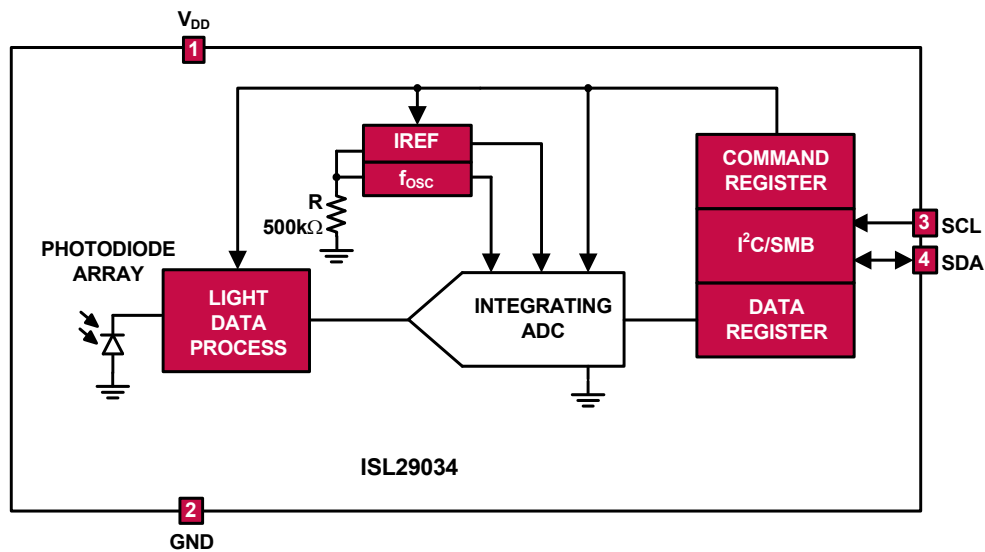 VDD
1
IREF
fOSC
R
500kΩ
COMMAND
REGISTER
I²C/SMB
DATA
REGISTER
3
SCL
4
SDA
PHOTODIODE
ARRAY
LIGHT
DATA
PROCESS
INTEGRATING
ADC
ISL29034
2
GND